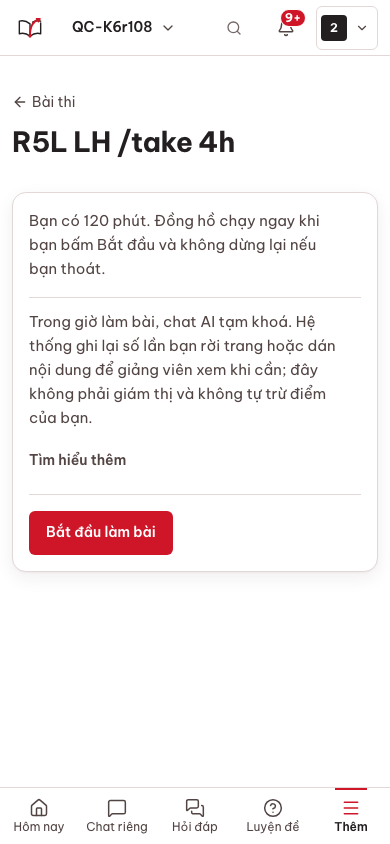 QC-K6r108
9+
2
Bài thi
R5L LH /take 4h
Bạn có 120 phút. Đồng hồ chạy ngay khi
bạn bấm Bắt đầu và không dừng lại nếu
bạn thoát.
Trong giờ làm bài, chat AI tạm khoá. Hệ
thống ghi lại số lần bạn rời trang hoặc dán
nội dung để giảng viên xem khi cần; đây
không phải giám thị và không tự trừ điểm
của bạn.
Tìm hiểu thêm
Bắt đầu làm bài
Hôm nay
Chat riêng
Hỏi đáp
Luyện đề
Thêm